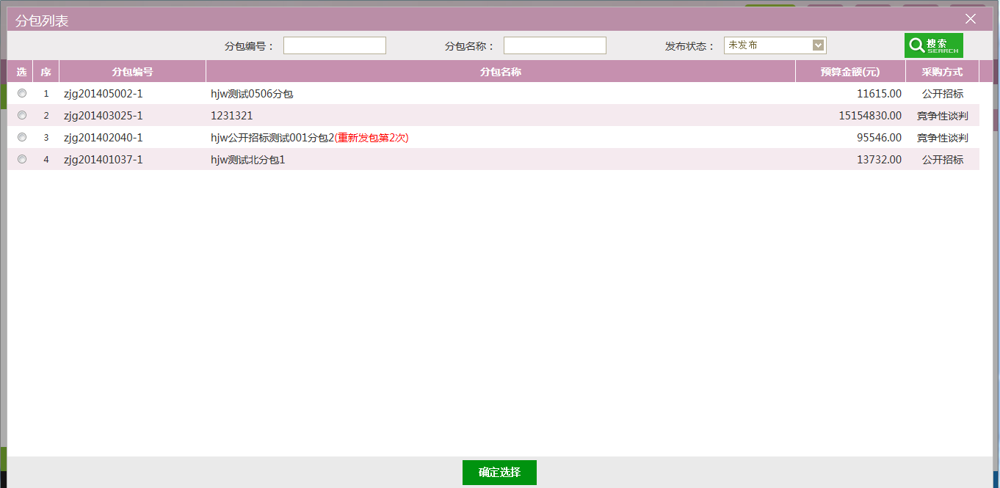 分包列表
分包编号： 分包名称： 发布状态： 未发布 搜索 SEARCH
选 序 分包编号 分包名称 预算金额(元) 采购方式
1 zjg201405002-1 hjw测试0506分包 11615.00 公开招标
2 zjg201403025-1 1231321 15154830.00 竞争性谈判
3 zjg201402040-1 hjw公开招标测试001分包2(重新发包第2次) 95546.00 竞争性谈判
4 zjg201401037-1 hjw测试北分包1 13732.00 公开招标
确定选择